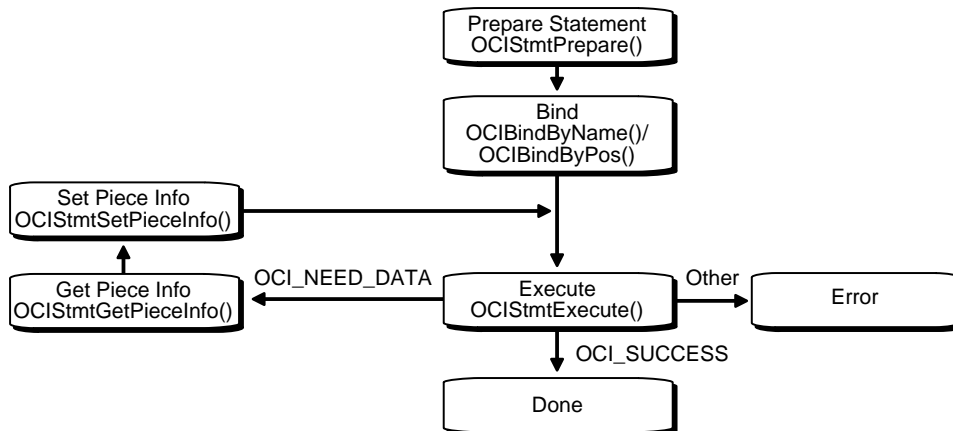 Prepare Statement
OCIStmtPrepare()
Bind
OCIBindByName()/
OCIBindByPos()
Set Piece Info
OCIStmtSetPieceInfo()
OCI_NEED_DATA
Get Piece Info
OCIStmtGetPieceInfo()
Execute
OCIStmtExecute()
Other
Error
OCI_SUCCESS
Done